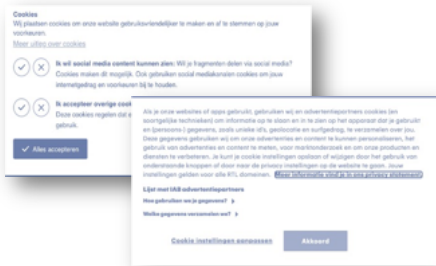 Cookies
Wij plaatsen cookies om onze website gebruiksvriendelijker te maken en af te stemmen op jouw
voorkeuren.
Meer uitleg over cookies
Ik wil social media content kunnen zien: Wil je fragmenten delen via social media?
Cookies maken dit mogelijk. Ook gebruiken social mediakanalen cookies om jouw
internetgedrag en voorkeuren bij te houden.
Ik accepteer overige
Deze cookies regelen dat
gebruik.
Alles accepteren
Als je onze websites of apps gebruikt, gebruiken wij en advertentiepartners cookies (en
soortgelijke technieken) om informatie op te slaan en in te zien op het apparaat dat je gebruikt
en (persoons-) gegevens, zoals unieke id's, geolocatie en surfgedrag, te verzamelen over jou.
Deze gegevens gebruiken wij om onze advertenties en content te kunnen personaliseren, het
gebruik van advertenties en content te meten, voor marktonderzoek en om onze producten en
diensten te verbeteren. Je kunt je cookie instellingen opslaan of wijzigen door het gebruik van
onderstaande knoppen of door naar de privacy instellingen op de website te gaan. Jouw
instellingen gelden voor alle RTL domeinen. Meer informatie vind je in ons privacy statement.
Lijst met IAB advertentiepartners
Hoe gebruiken we je gegevens?
Welke gegevens verzamelen we?
Cookie instellingen aanpassen
Akkoord